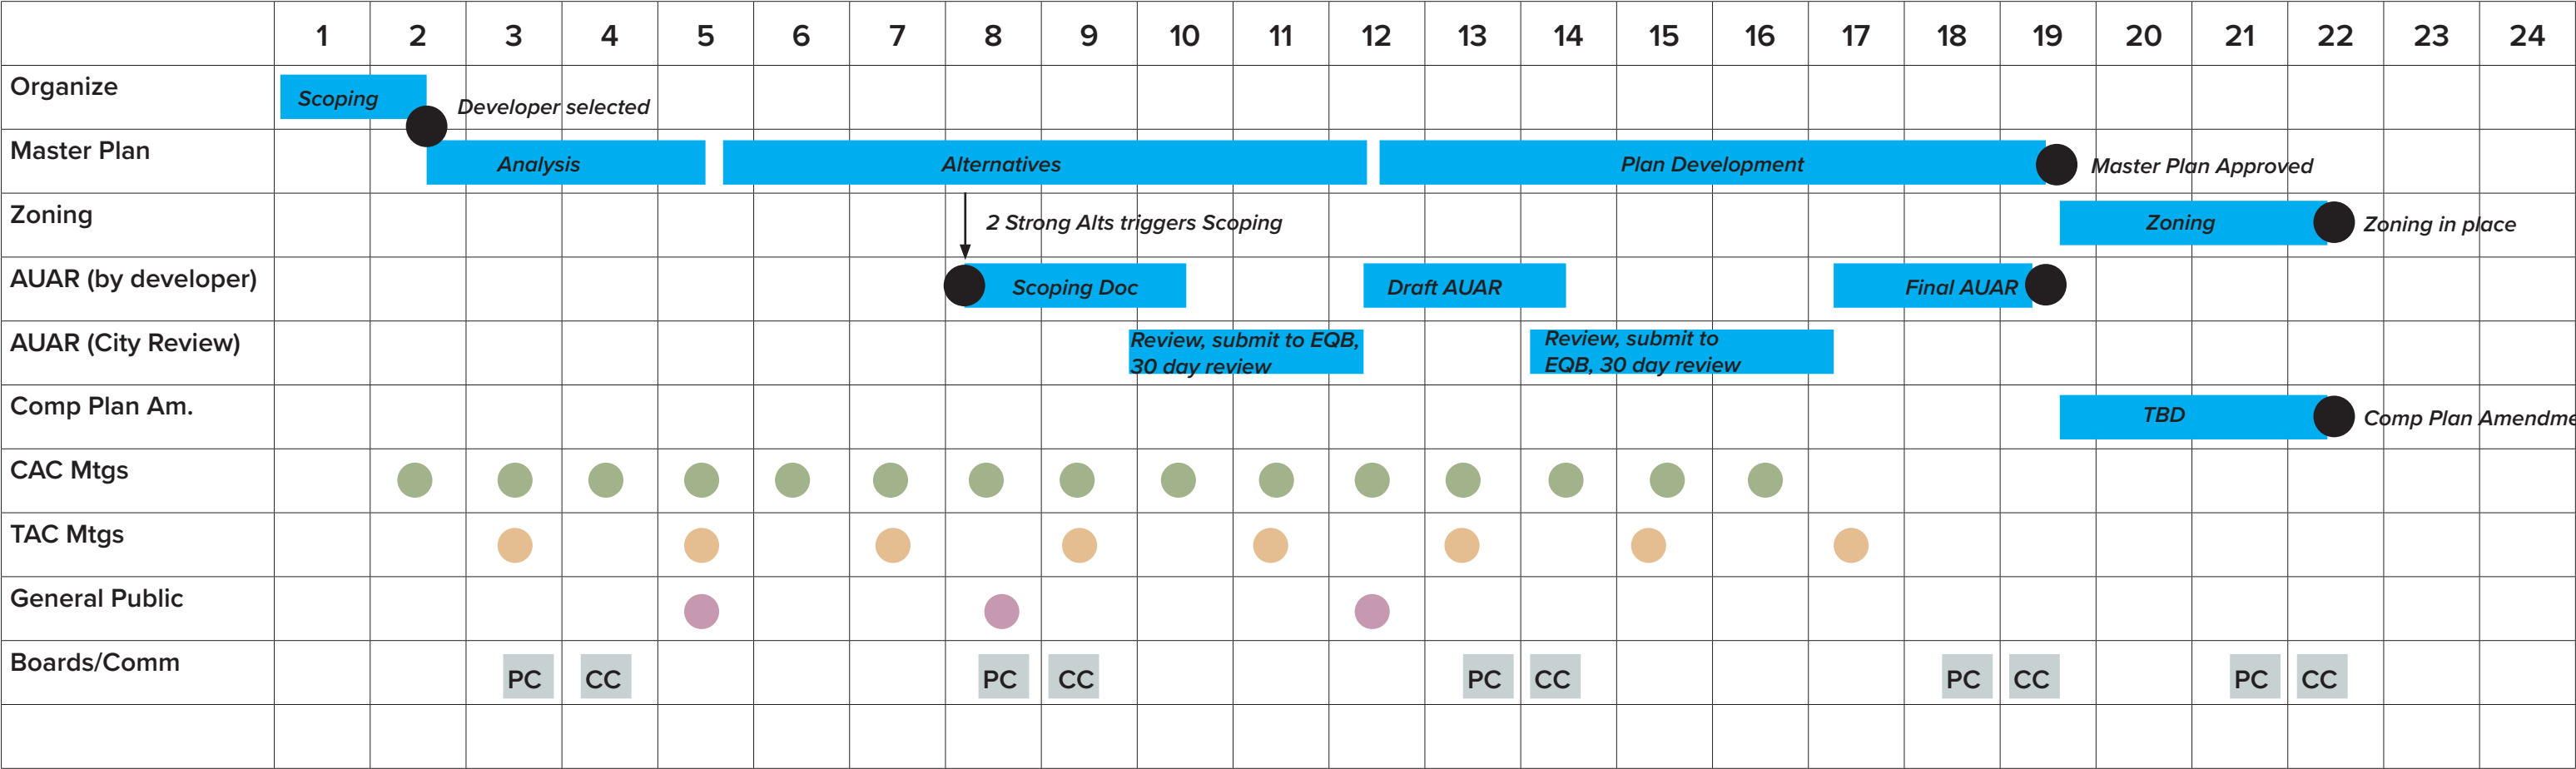 1 2 3 4 5 6 7 8 9 10 11 12 13 14 15 16 17 18 19 20 21 22 23 24
Organize
Scoping
Developer selected
Master Plan
Analysis
Alternatives
Plan Development
Master Plan Approved
Zoning
2 Strong Alts triggers Scoping
Zoning
Zoning in place
AUAR (by developer)
Scoping Doc
Draft AUAR
Final AUAR
AUAR (City Review)
Review, submit to EQB,
30 day review
Review, submit to
EQB, 30 day review
Comp Plan Am.
TBD
Comp Plan Amendme
CAC Mtgs
TAC Mtgs
General Public
Boards/Comm
PC CC PC CC PC CC PC CC PC CC